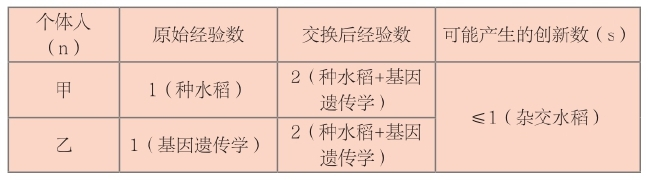 个体人
（n）
原始经验数
交换后经验数
可能产生的创新数（s）
甲
1（种水稻）
2（种水稻+基因
遗传学）
≤1（杂交水稻）
乙
1（基因遗传学）
2（种水稻+基因
遗传学）